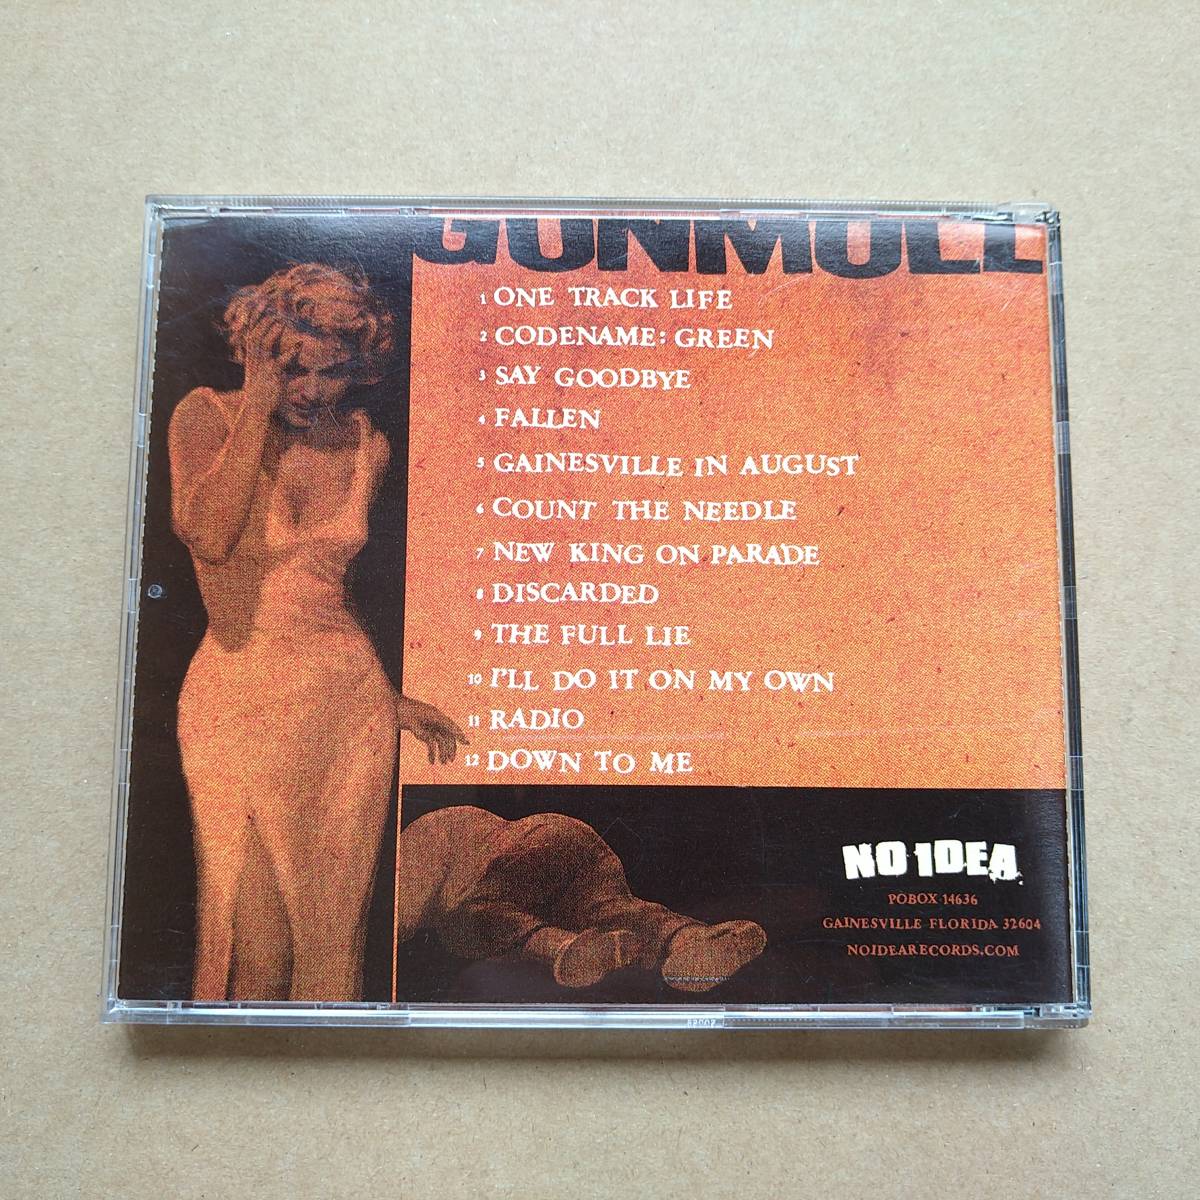 GUNMOLL
1 ONE TRACK LIFE
2 CODENAME: GREEN
3 SAY GOODBYE
4 FALLEN
5 GAINESVILLE IN AUGUST
6 COUNT THE NEEDLE
7 NEW KING ON PARADE
8 DISCARDED
9 THE FULL LIE
10 I'LL DO IT ON MY OWN
11 RADIO
12 DOWN TO ME
NO IDEA
POBOX 14636
GAINESVILLE FLORIDA 32604
NOIDEARECORDS.COM